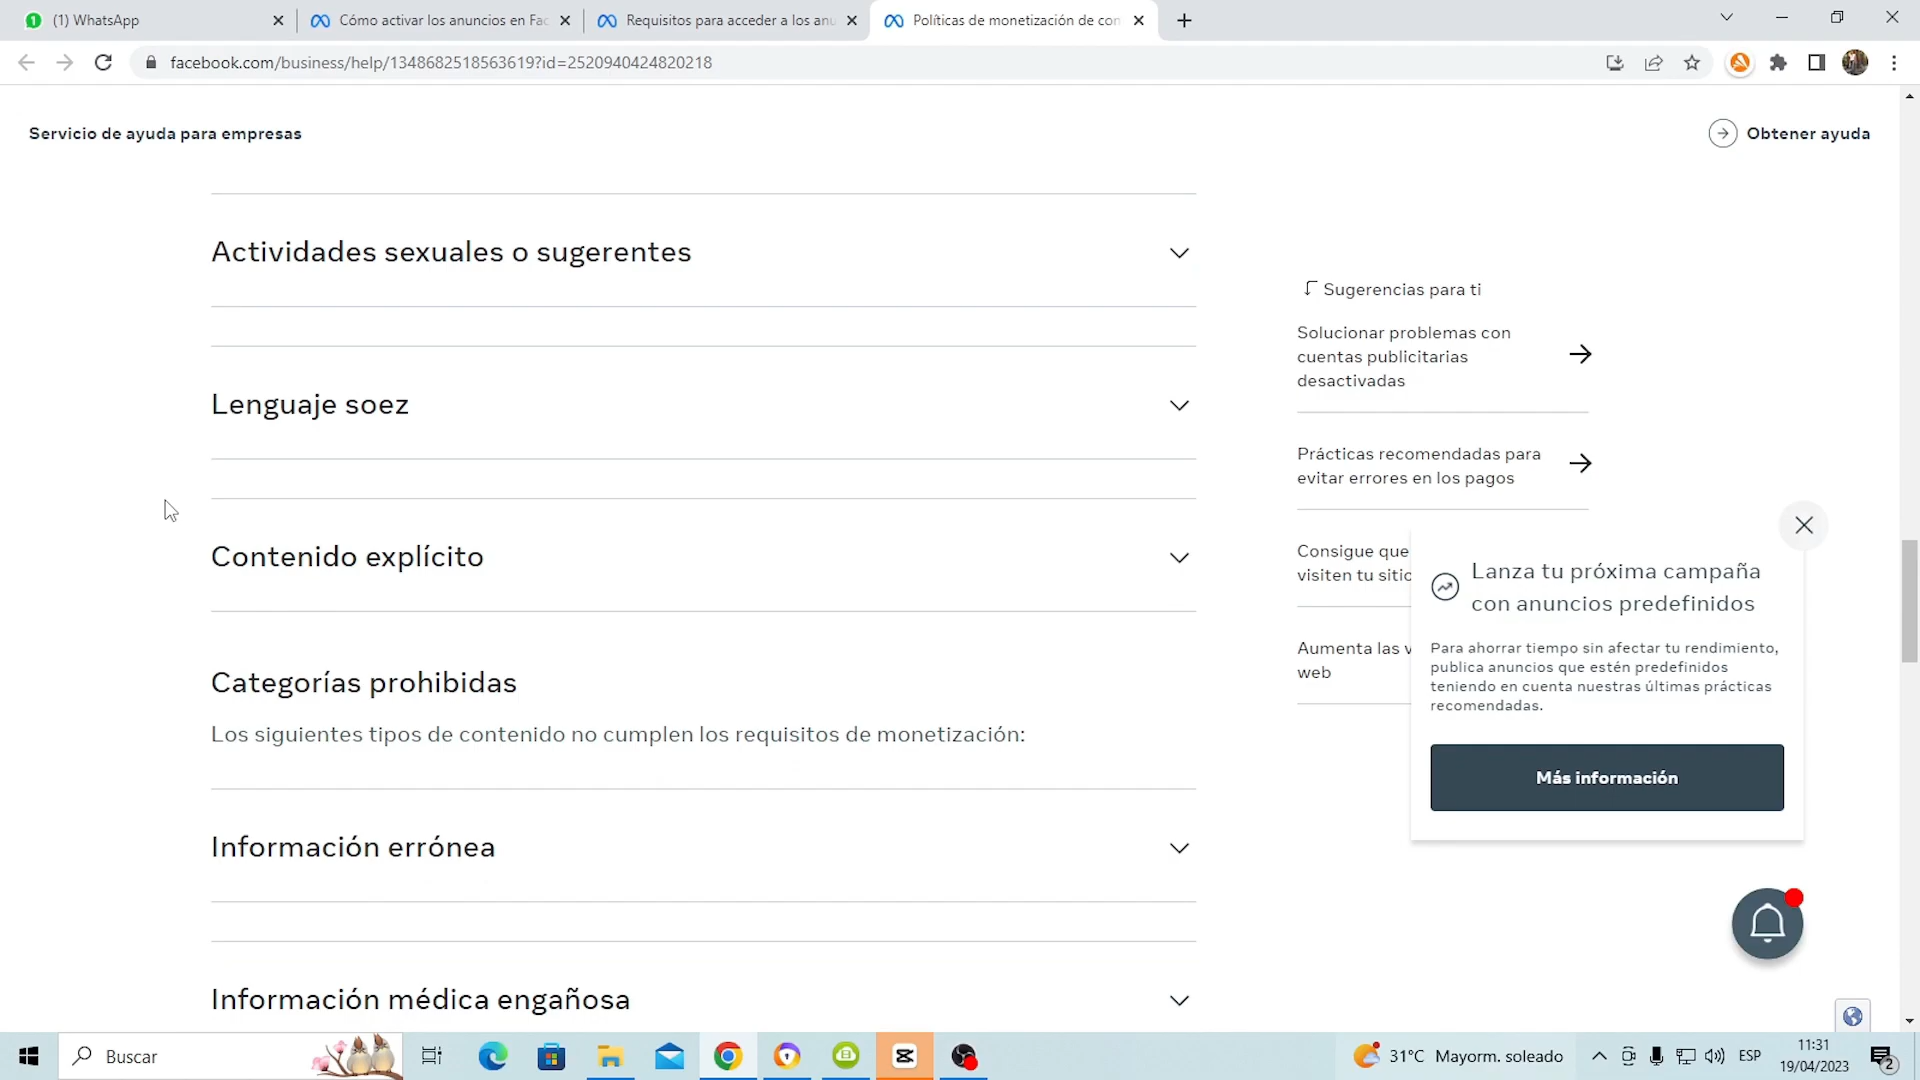 (1) WhatsApp
Cómo activar los anuncios en Fac
Requisitos para acceder a los anu
Políticas de monetización de con
facebook.com/business/help/1348682518563619?id=2520940424820218
Servicio de ayuda para empresas
Obtener ayuda
Actividades sexuales o sugerentes
Lenguaje soez
Contenido explícito
Categorías prohibidas
Los siguientes tipos de contenido no cumplen los requisitos de monetización:
Información errónea
Información médica engañosa
Sugerencias para ti
Solucionar problemas con
cuentas publicitarias
desactivadas
Prácticas recomendadas para
evitar errores en los pagos
Consigue que
visiten tu sitio
Aumenta las v
web
Lanza tu próxima campaña
con anuncios predefinidos
Para ahorrar tiempo sin afectar tu rendimiento,
publica anuncios que estén predefinidos
teniendo en cuenta nuestras últimas prácticas
recomendadas.
Más información
Buscar
31°C Mayorm. soleado
ESP
11:31
19/04/2023
2